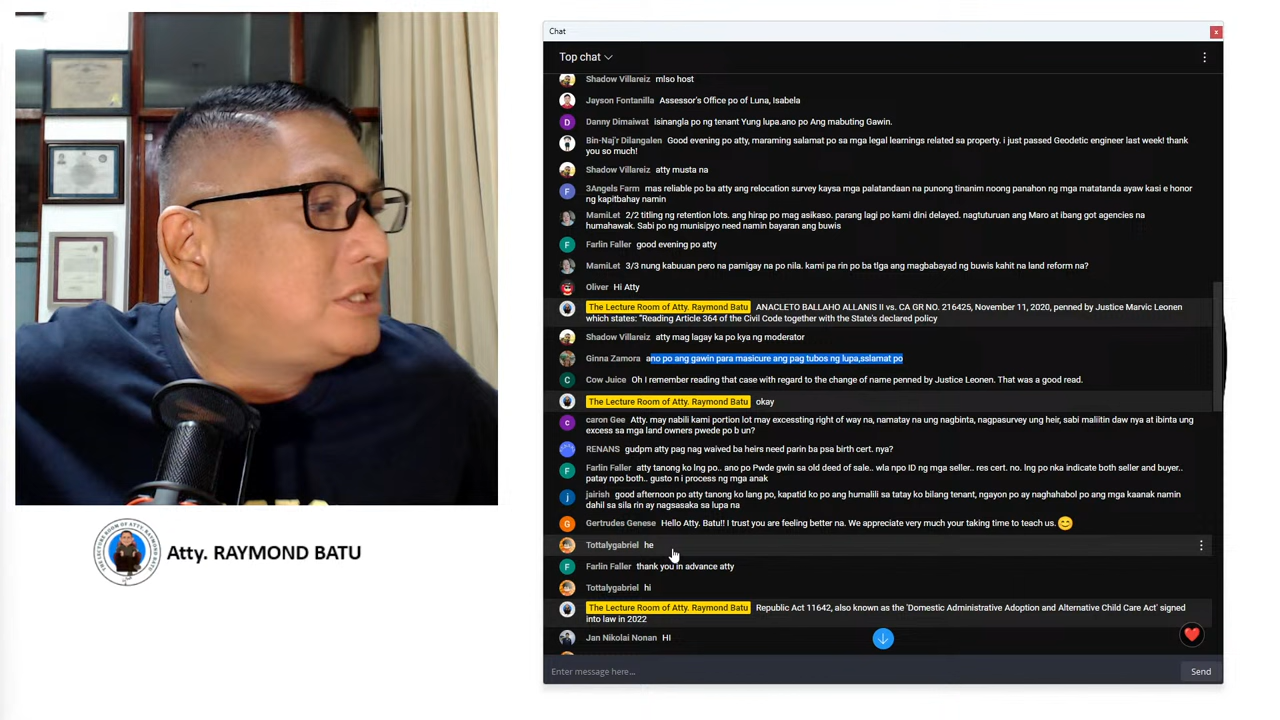 Chat
x
Top chat
Shadow Villareiz mlso host
Jayson Fontanilla Assessor's Office po of Luna, Isabela
D Danny Dimaiwat isinangla po ng tenant Yung lupa.ano po Ang mabuting Gawin.
Bin-Naj'r Dilangalen Good evening po atty, maraming salamat po sa mga legal learnings related sa property. i just passed Geodetic engineer last week! thank
you so much!
Shadow Villareiz atty musta na
F 3Angels Farm mas reliable po ba atty ang relocation survey kaysa mga palatandaan na punong tinanim noong panahon ng mga matatanda ayaw kasi e honor
ng kapitbahay namin
MamiLet 2/2 titling ng retention lots. ang hirap po mag asikaso. parang lagi po kami dini delayed. nagtuturuan ang Maro at ibang got agencies na
humahawak. Sabi po ng munisipyo need namin bayaran ang buwis
F Farlin Faller good evening po atty
MamiLet 3/3 nung kabuuan pero na pamigay na po nila. kami pa rin po ba tlga ang magbabayad ng buwis kahit na land reform na?
Oliver Hi Atty
The Lecture Room of Atty. Raymond Batu ANACLETO BALLAHO ALLANIS II vs. CA GR NO. 216425, November 11, 2020, penned by Justice Marvic Leonen
which states: "Reading Article 364 of the Civil Code together with the State's declared policy
Shadow Villareiz atty mag lagay ka po kya ng moderator
Ginna Zamora ano po ang gawin para masicure ang pag tubos ng lupa,sslamat po
C Cow Juice Oh I remember reading that case with regard to the change of name penned by Justice Leonen. That was a good read.
The Lecture Room of Atty. Raymond Batu okay
c caron Gee Atty. may nabili kami portion lot may excessting right of way na, namatay na ung nagbinta, nagpasurvey ung heir, sabi maliitin daw nya at ibinta ung
excess sa mga land owners pwede po b un?
RENANS gudpm atty pag nag waived ba heirs need parin ba psa birth cert. nya?
F Farlin Faller atty tanong ko lng po.. ano po Pwde gwin sa old deed of sale.. wla npo ID ng mga seller.. res cert. no. lng po nka indicate both seller and buyer..
patay npo both.. gusto n i process ng mga anak
j jairish good afternoon po atty tanong ko lang po, kapatid ko po ang humalili sa tatay ko bilang tenant, ngayon po ay naghahabol po ang mga kaanak namin
dahil sa sila rin ay nagsasaka sa lupa na
G Gertrudes Genese Hello Atty. Batu!! I trust you are feeling better na. We appreciate very much your taking time to teach us. 😊
Tottalygabriel he
F Farlin Faller thank you in advance atty
Tottalygabriel hi
The Lecture Room of Atty. Raymond Batu Republic Act 11642, also known as the 'Domestic Administrative Adoption and Alternative Child Care Act' signed
into law in 2022
Jan Nikolai Nonan HI
Enter message here...
Send
THE LECTURE ROOM OF ATTY. RAYMOND BATU
Atty. RAYMOND BATU